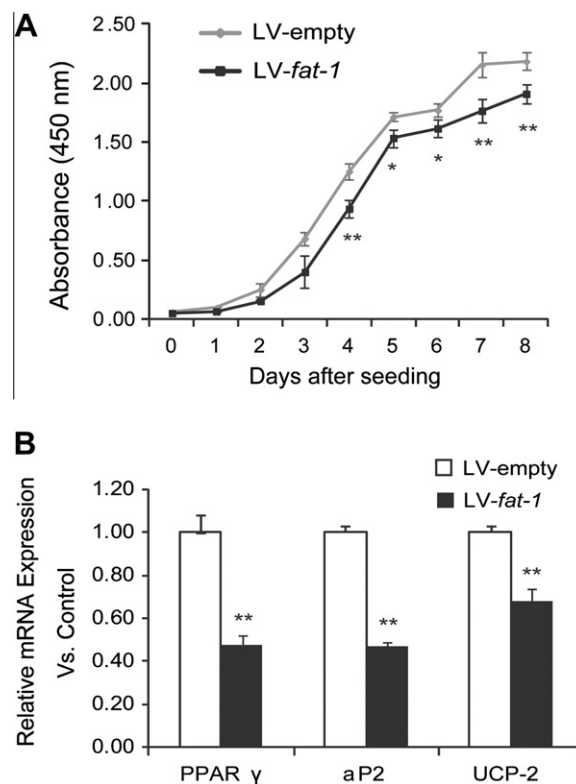 A
LV-empty
LV-fat-1
Absorbance (450 nm)
2.50
2.00
1.50
1.00
0.50
0.00
**
*
*
**
**
0 1 2 3 4 5 6 7 8
Days after seeding
B
LV-empty
LV-fat-1
Relative mRNA Expression
Vs. Control
1.20
1.00
0.80
0.60
0.40
0.20
0.00
**
**
**
PPAR γ aP2 UCP-2